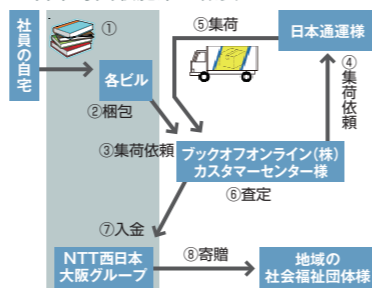 社員の自宅
①
各ビル
②梱包
⑤集荷
日本通運様
④集荷依頼
③集荷依頼
ブックオフオンライン(株)
カスタマーセンター様
⑥査定
⑦入金
NTT西日本
大阪グループ
⑧寄贈
地域の
社会福祉団体様